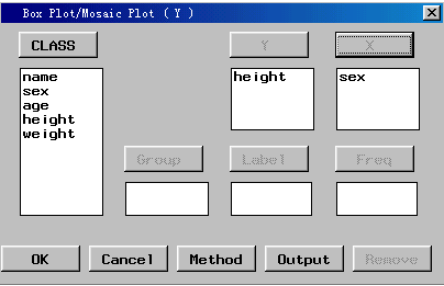 Box Plot/Mosaic Plot ( Y )
CLASS Y X
name height sex
sex
age
height
weight
Group Label Freq
OK Cancel Method Output Remove